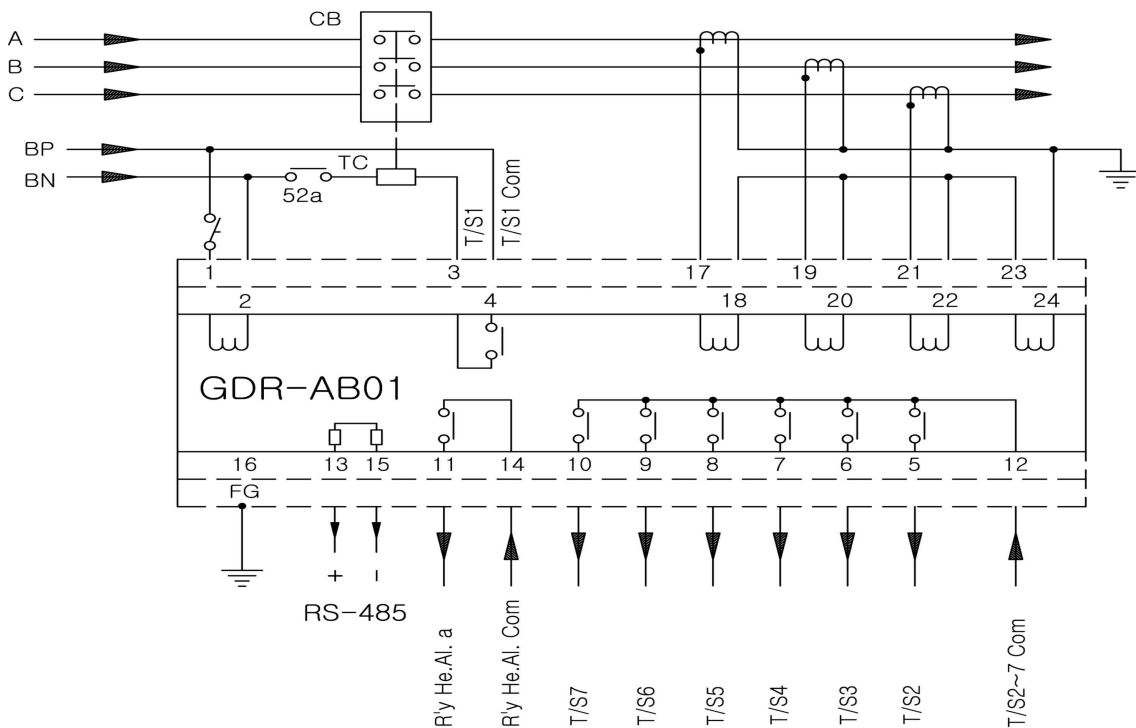 CB
A
B
C
BP
TC
BN
52a
T/S1
T/S1 Com
1 3 17 19 21 23
2 4 18 20 22 24
GDR-AB01
16 13 15 11 14 10 9 8 7 6 5 12
FG
+ -
RS-485
R'y He.Al. a
R'y He.Al. Com
T/S7
T/S6
T/S5
T/S4
T/S3
T/S2
T/S2~7 Com